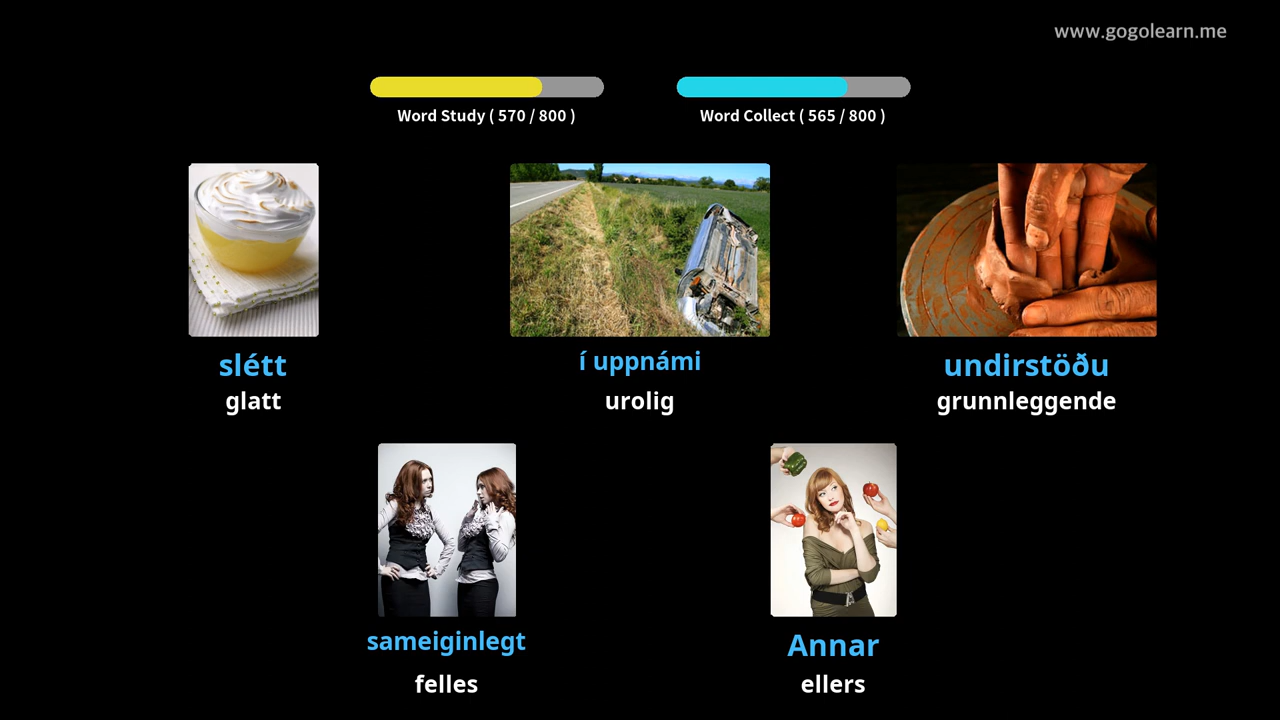 www.gogolearn.me
Word Study ( 570 / 800 )
Word Collect ( 565 / 800 )
slétt
glatt
í uppnámi
urolig
undirstöðu
grunnleggende
sameiginlegt
felles
Annar
ellers